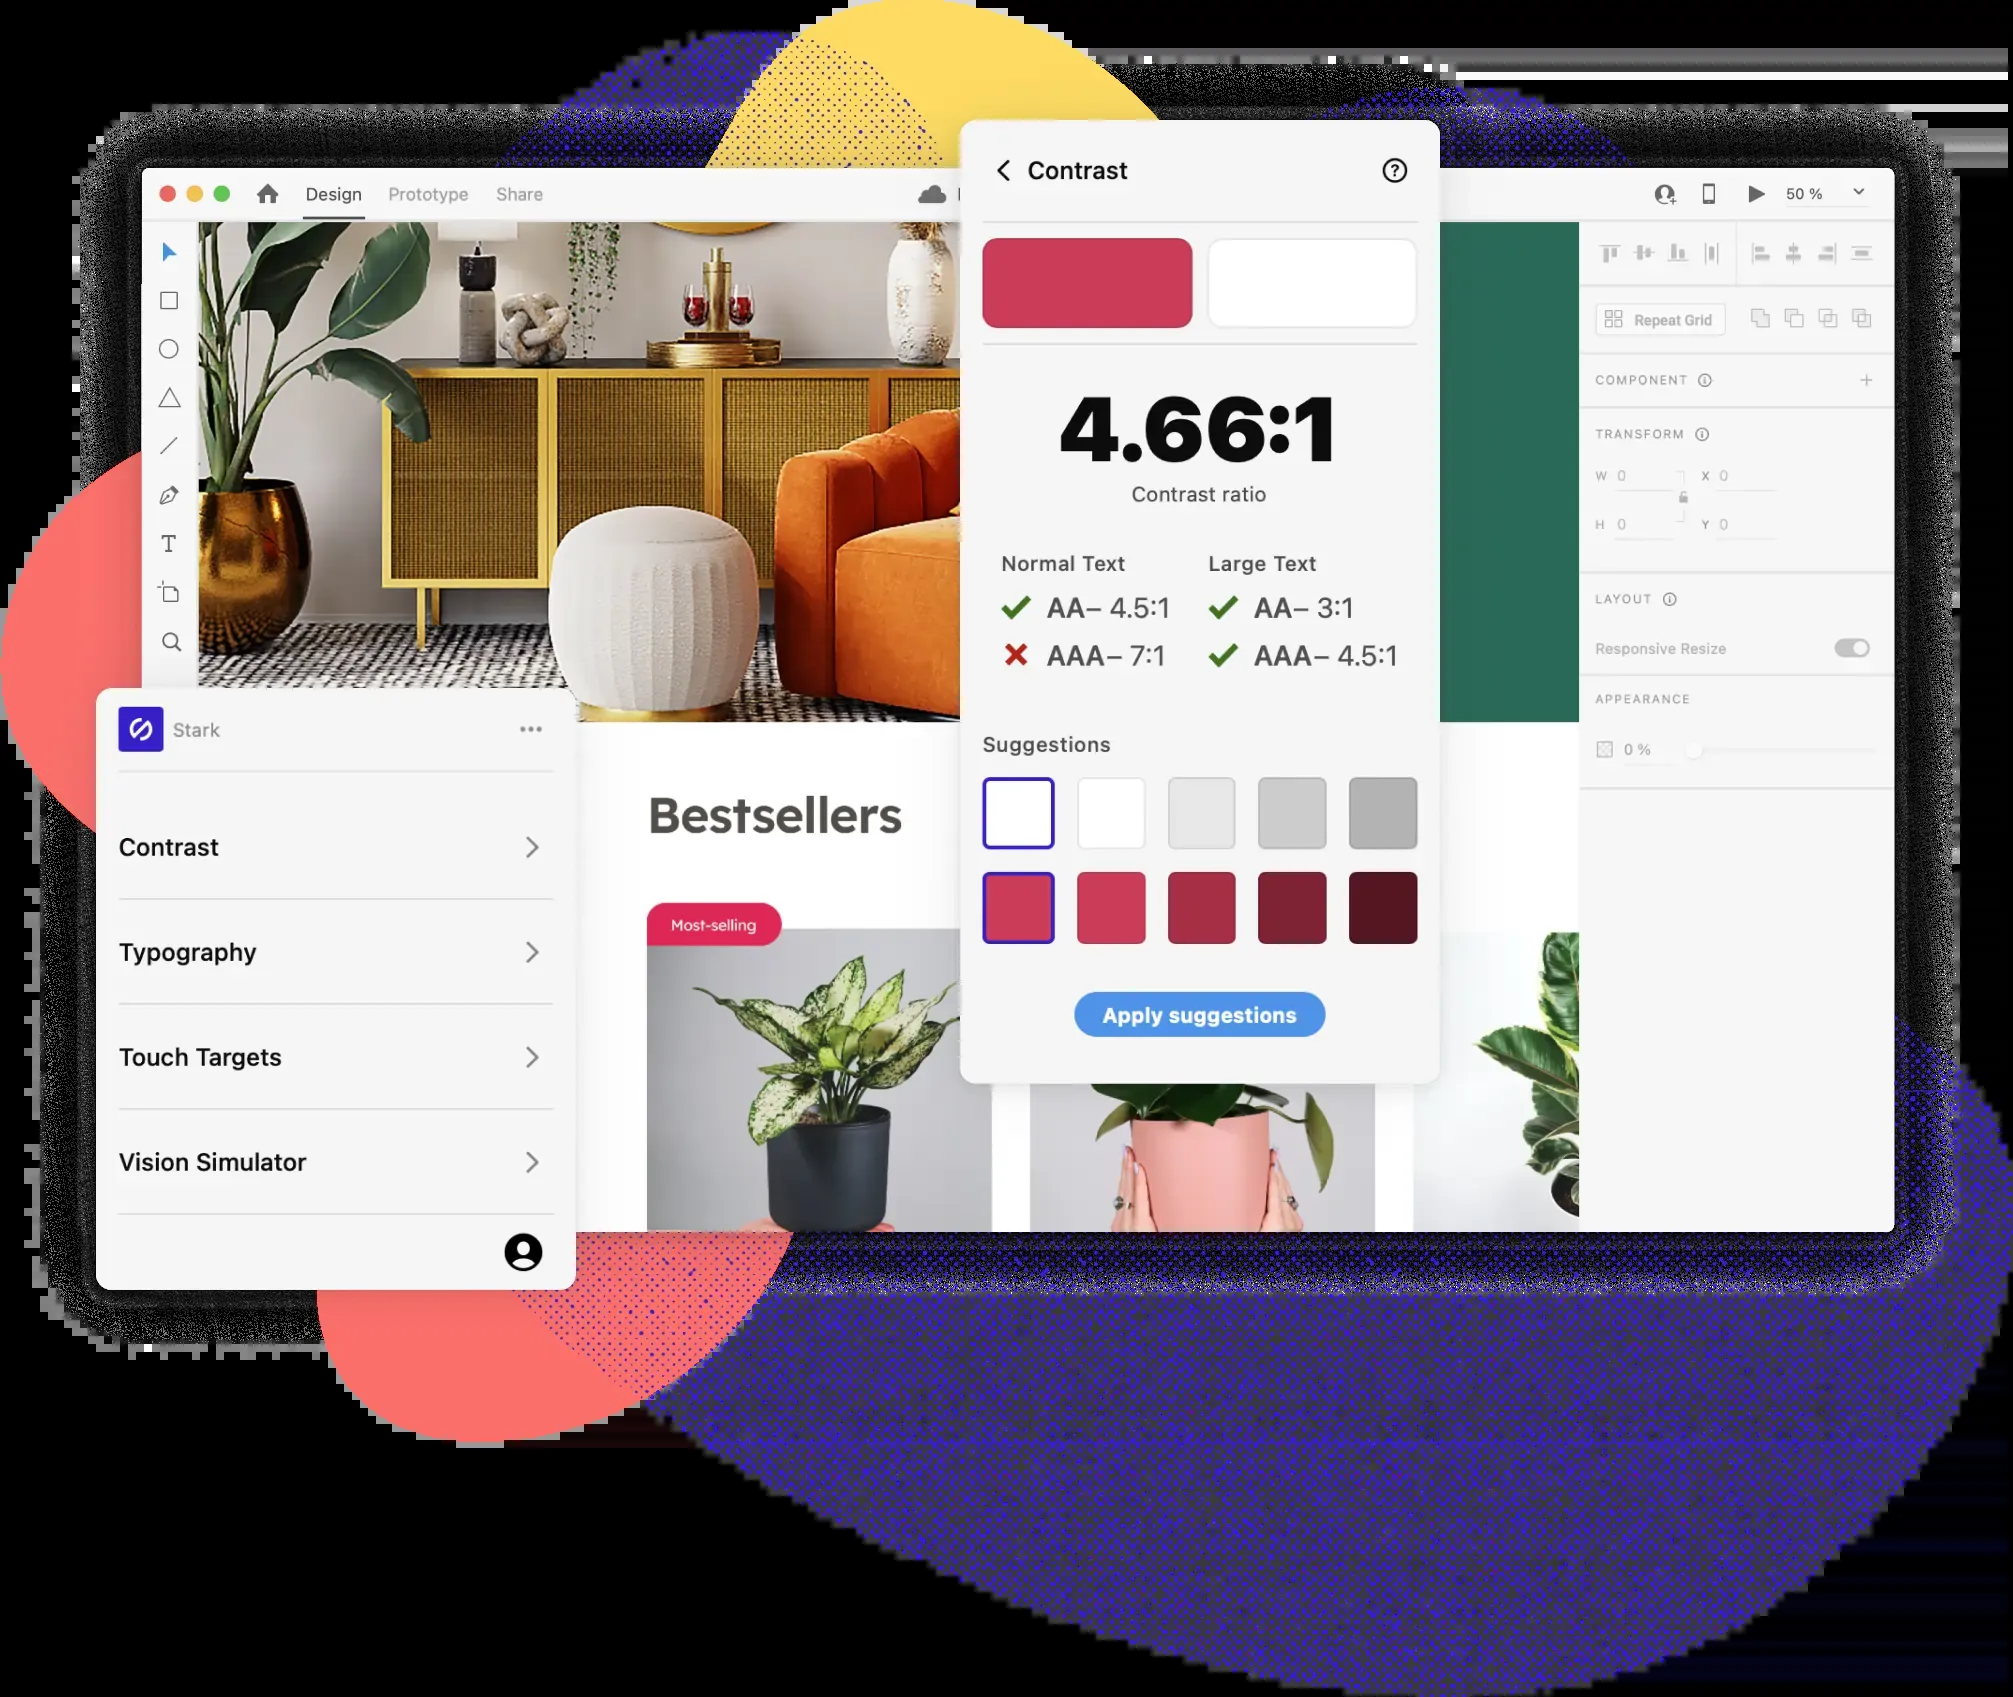 Design Prototype Share
50 %
Contrast
4.66:1
Contrast ratio
Normal Text Large Text
AA– 4.5:1 AA– 3:1
AAA– 7:1 AAA– 4.5:1
Suggestions
Apply suggestions
Repeat Grid
COMPONENT
TRANSFORM
W 0 X 0
H 0 Y 0
LAYOUT
Responsive Resize
APPEARANCE
0 %
Stark
Contrast
Typography
Touch Targets
Vision Simulator
Bestsellers
Most-selling